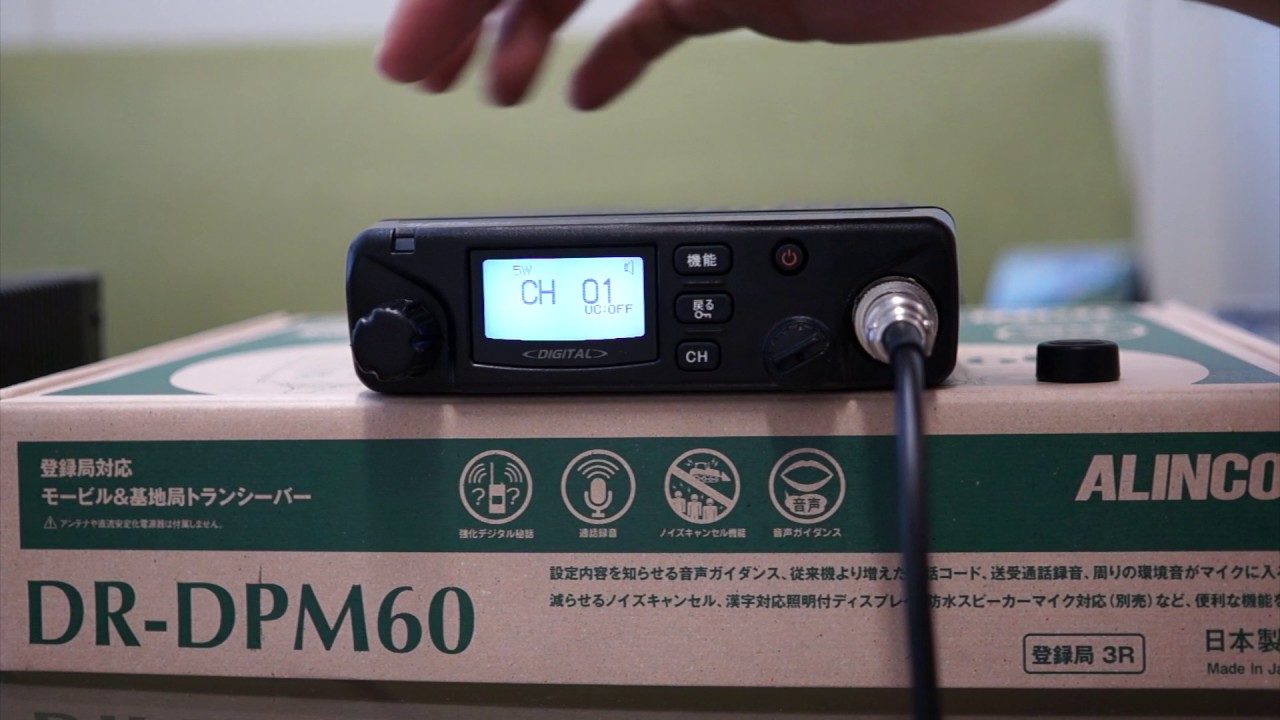 5W
CH 01
UC:OFF
DIGITAL
機能
戻る
CH
登録局対応
モービル&基地局トランシーバー
⚠アンテナや直流安定化電源器は付属しません。
強化デジタル秘話
通話録音
ノイズキャンセル機能
音声
音声ガイダンス
ALINCO
DR-DPM60
設定内容を知らせる音声ガイダンス、従来機より増えた 話コード、送受通話録音、周りの環境音がマイクに入
減らせるノイズキャンセル、漢字対応照明付ディスプレ 防水スピーカーマイク対応(別売)など、便利な機能を
登録局 3R
日本製
Made in Ja